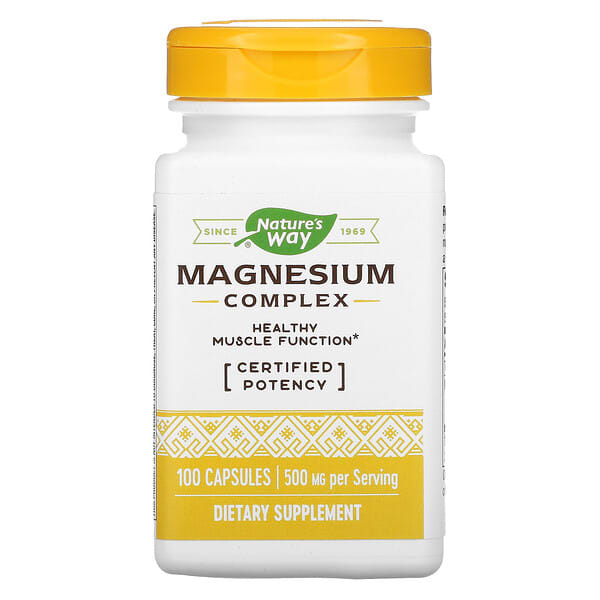 SINCE 1969
Nature's
Way®
MAGNESIUM
COMPLEX
HEALTHY
MUSCLE FUNCTION*
[CERTIFIED
POTENCY]
100 CAPSULES | 500 MG per Serving
DIETARY SUPPLEMENT